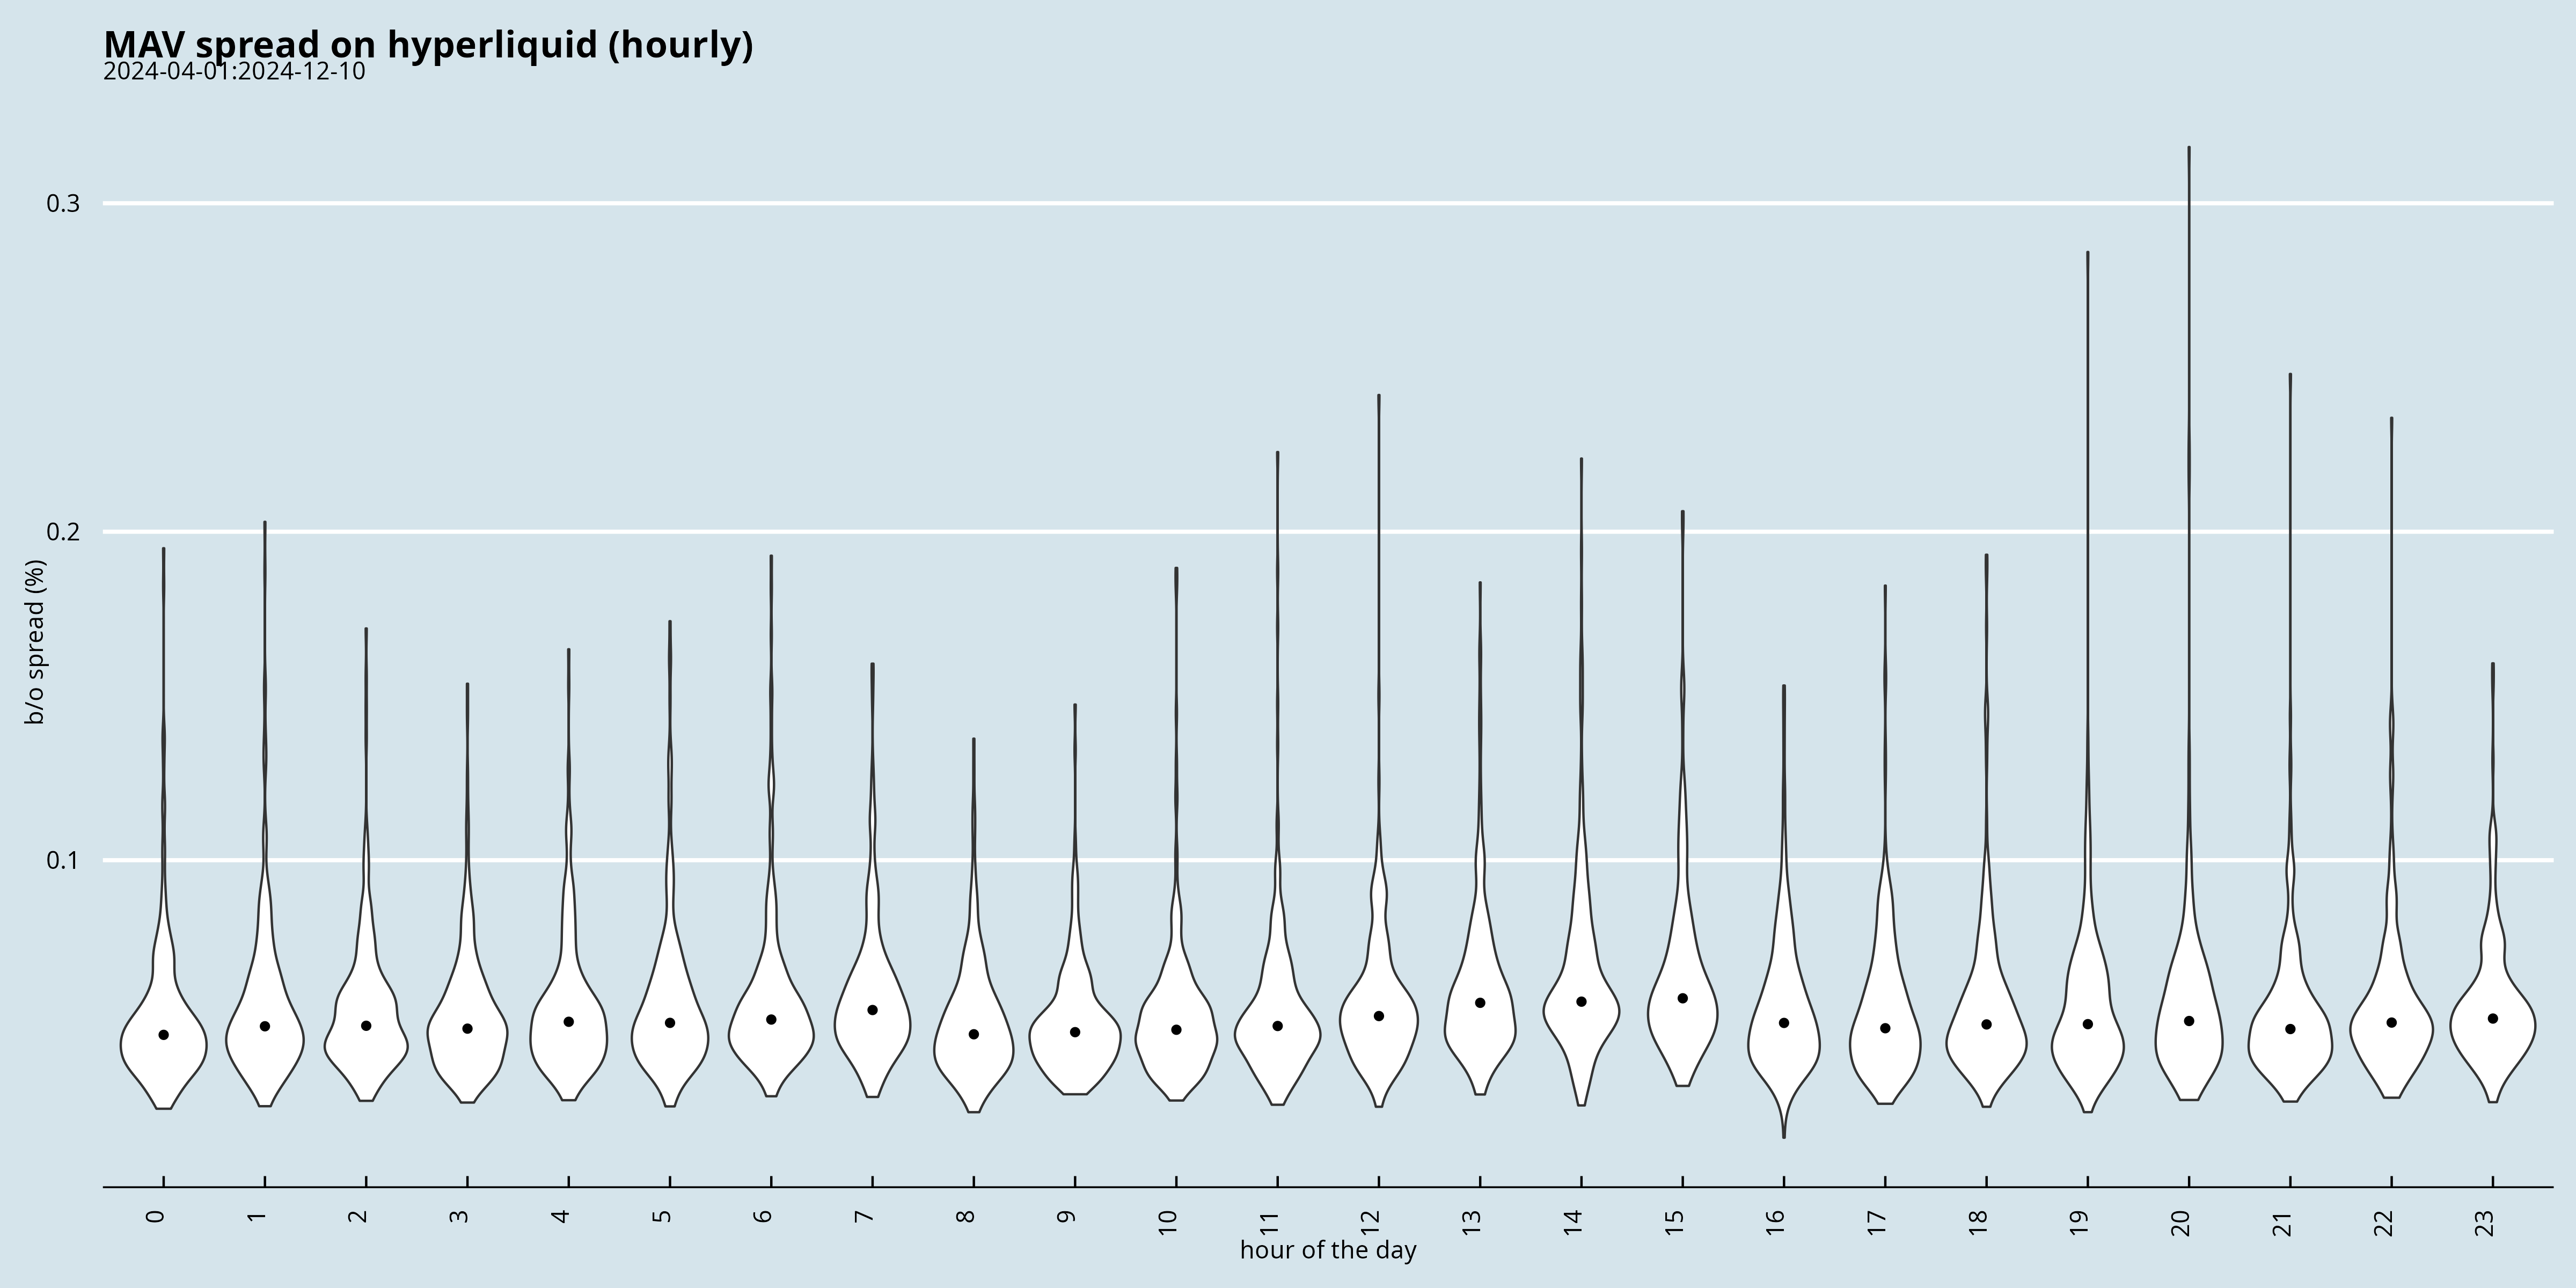 MAV spread on hyperliquid (hourly)
2024-04-01:2024-12-10
0.3
0.2
0.1
b/o spread (%)
0 1 2 3 4 5 6 7 8 9 10 11 12 13 14 15 16 17 18 19 20 21 22 23
hour of the day